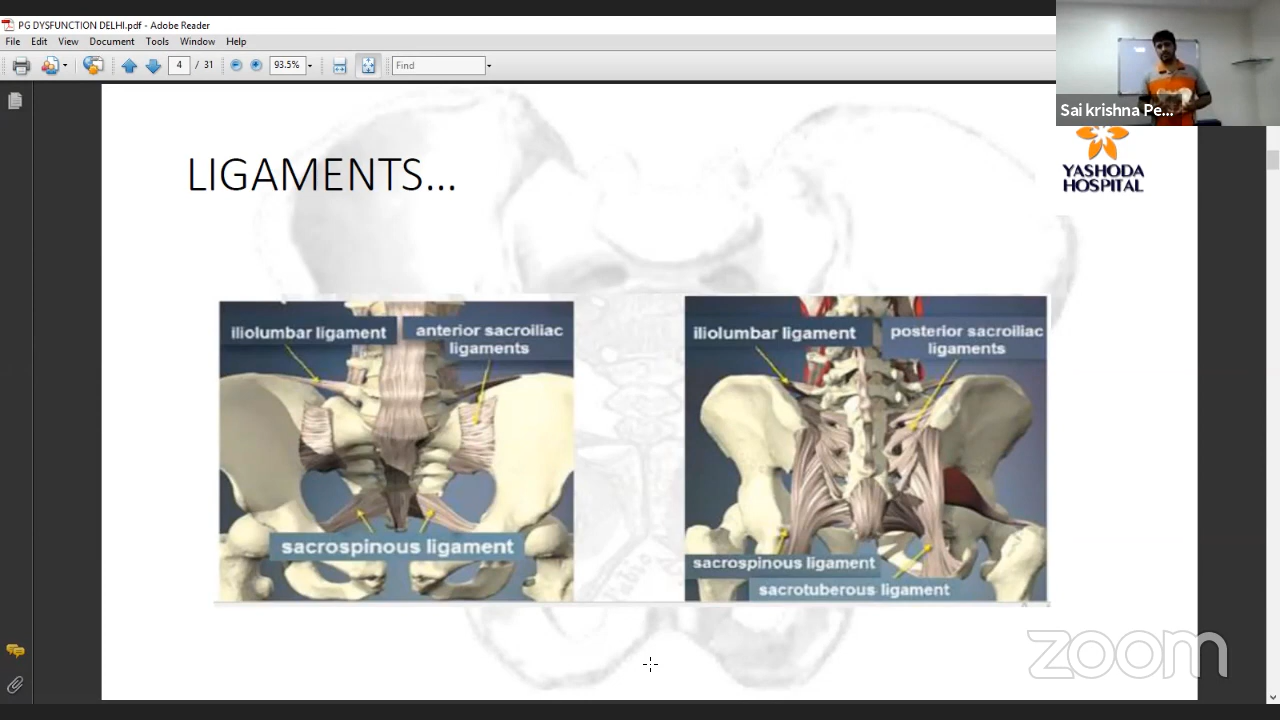 PG DYSFUNCTION DELHI.pdf - Adobe Reader
File Edit View Document Tools Window Help
4 / 31 93.5% Find
Sai krishna Pe...
YASHODA
HOSPITAL
LIGAMENTS...
iliolumbar ligament
anterior sacroiliac
ligaments
sacrospinous ligament
iliolumbar ligament
posterior sacroiliac
ligaments
sacrospinous ligament
sacrotuberous ligament
zoom